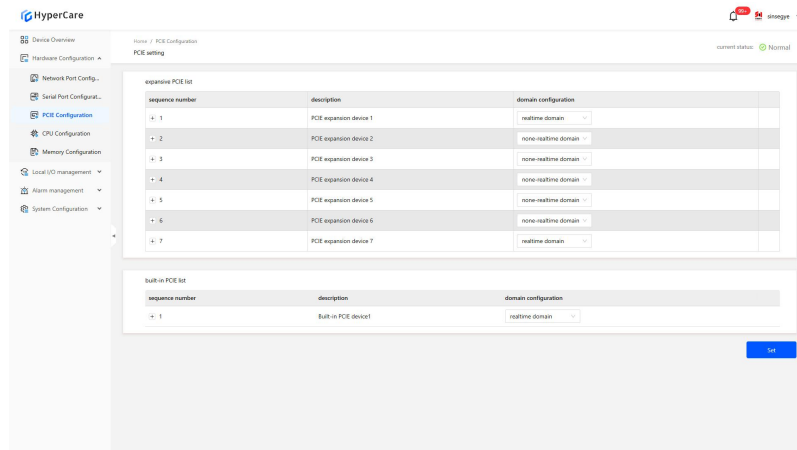 HyperCare
99+
sinsegye
Device Overview
Hardware Configuration
Network Port Config...
Serial Port Configurat...
PCIE Configuration
CPU Configuration
Memory Configuration
Local I/O management
Alarm management
System Configuration
Home / PCIE Configuration
PCIE setting
current status: Normal
expansive PCIE list
sequence number description domain configuration
1 PCIE expansion device 1 realtime domain
2 PCIE expansion device 2 none-realtime domain
3 PCIE expansion device 3 none-realtime domain
4 PCIE expansion device 4 none-realtime domain
5 PCIE expansion device 5 none-realtime domain
6 PCIE expansion device 6 none-realtime domain
7 PCIE expansion device 7 realtime domain
built-in PCIE list
sequence number description domain configuration
1 Built-in PCIE device1 realtime domain
Set